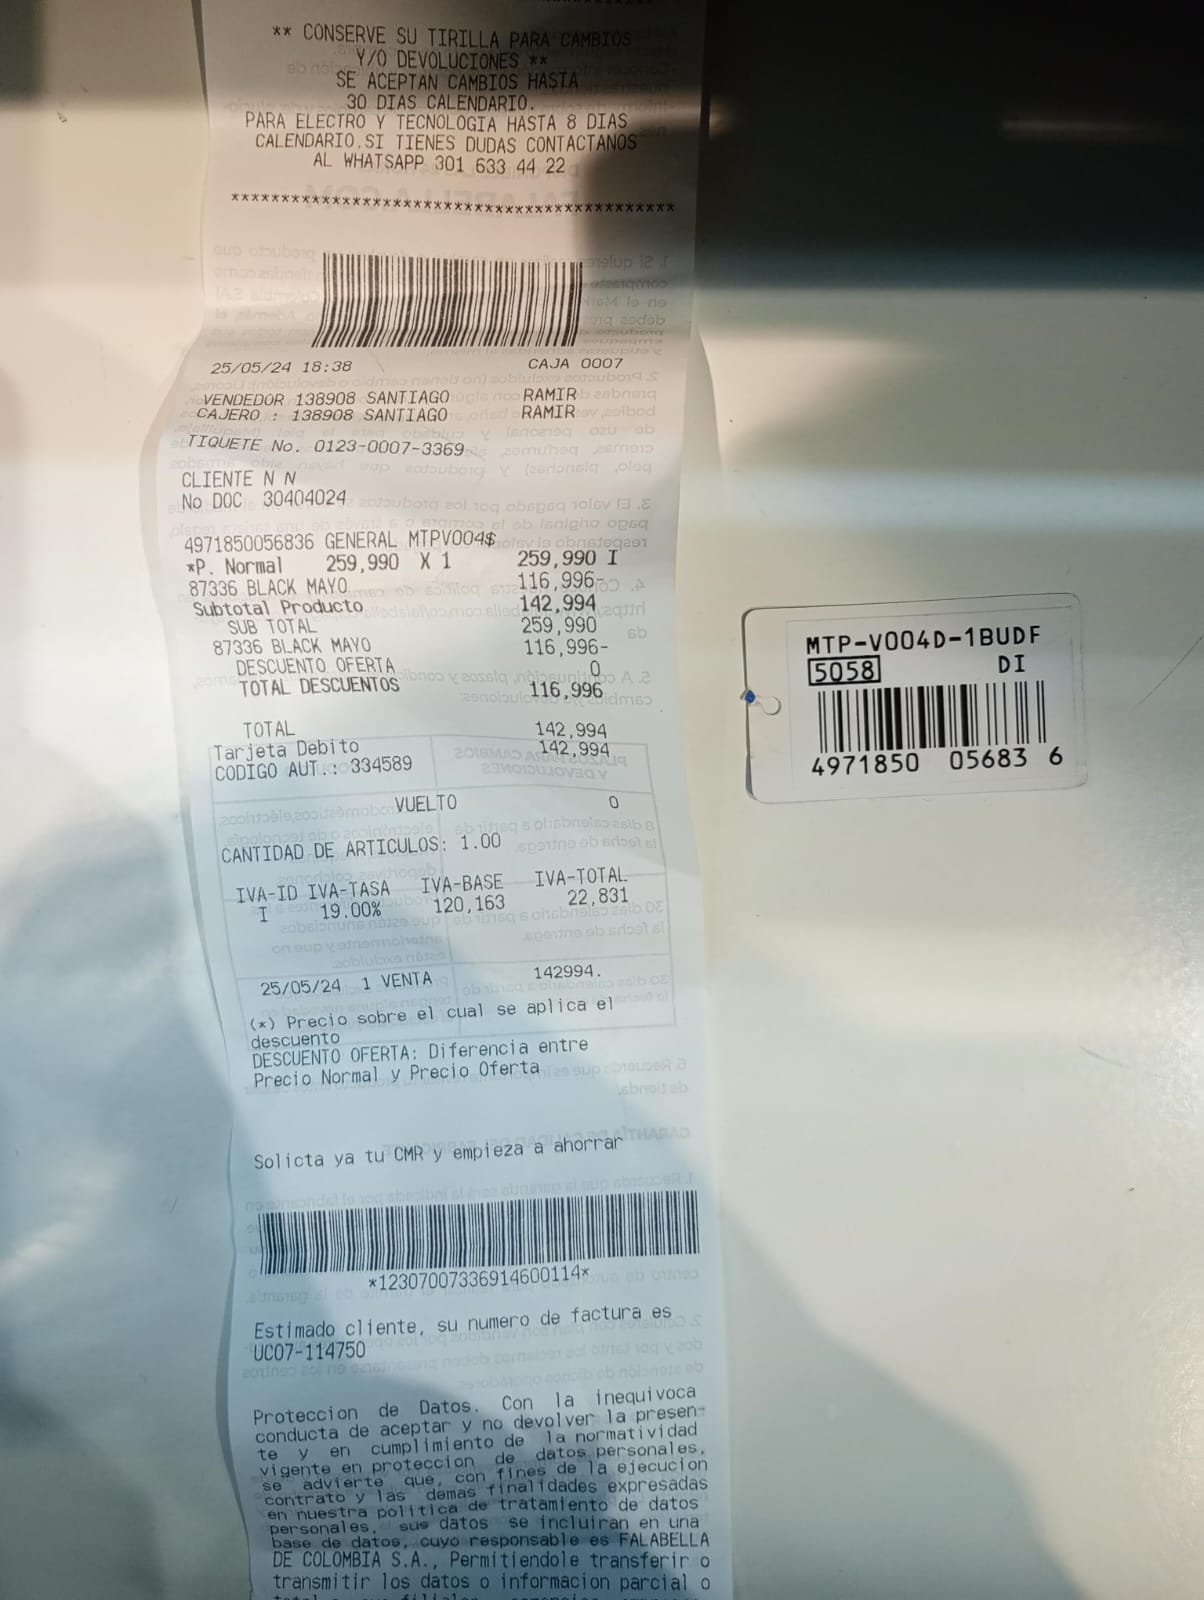 ** CONSERVE SU TIRILLA PARA CAMBIOS
Y/O DEVOLUCIONES **
SE ACEPTAN CAMBIOS HASTA
30 DIAS CALENDARIO.
PARA ELECTRO Y TECNOLOGIA HASTA 8 DIAS
CALENDARIO.SI TIENES DUDAS CONTACTANOS
AL WHATSAPP 301 633 44 22
********************************************
25/05/24 18:38 CAJA 0007
VENDEDOR 138908 SANTIAGO RAMIR
CAJERO : 138908 SANTIAGO RAMIR
TIQUETE No. 0123-0007-3369
CLIENTE N N
No DOC 30404024
4971850056836 GENERAL MTPV004$
*P. Normal 259,990 X 1 259,990 I
87336 BLACK MAYO 116,996-
Subtotal Producto 142,994
SUB TOTAL 259,990
87336 BLACK MAYO 116,996-
DESCUENTO OFERTA 0
TOTAL DESCUENTOS 116,996
TOTAL 142,994
Tarjeta Debito 142,994
CODIGO AUT.: 334589
VUELTO 0
CANTIDAD DE ARTICULOS: 1.00
IVA-ID IVA-TASA IVA-BASE IVA-TOTAL
I 19.00% 120,163 22,831
25/05/24 1 VENTA 142994.
(*) Precio sobre el cual se aplica el
descuento
DESCUENTO OFERTA: Diferencia entre
Precio Normal y Precio Oferta
Solicta ya tu CMR y empieza a ahorrar
*12307007336914600114*
Estimado cliente, su numero de factura es
UC07-114750
Proteccion de Datos. Con la inequivoca
conducta de aceptar y no devolver la presen-
te y en cumplimiento de la normatividad
vigente en proteccion de datos personales,
se advierte que, con fines de la ejecucion
contrato y las demas finalidades expresadas
en nuestra politica de tratamiento de datos
personales, sus datos se incluiran en una
base de datos, cuyo responsable es FALABELLA
DE COLOMBIA S.A., Permitiendole transferir o
transmitir los datos o informacion parcial o
MTP-V004D-1BUDF
5058 DI
4971850 05683 6